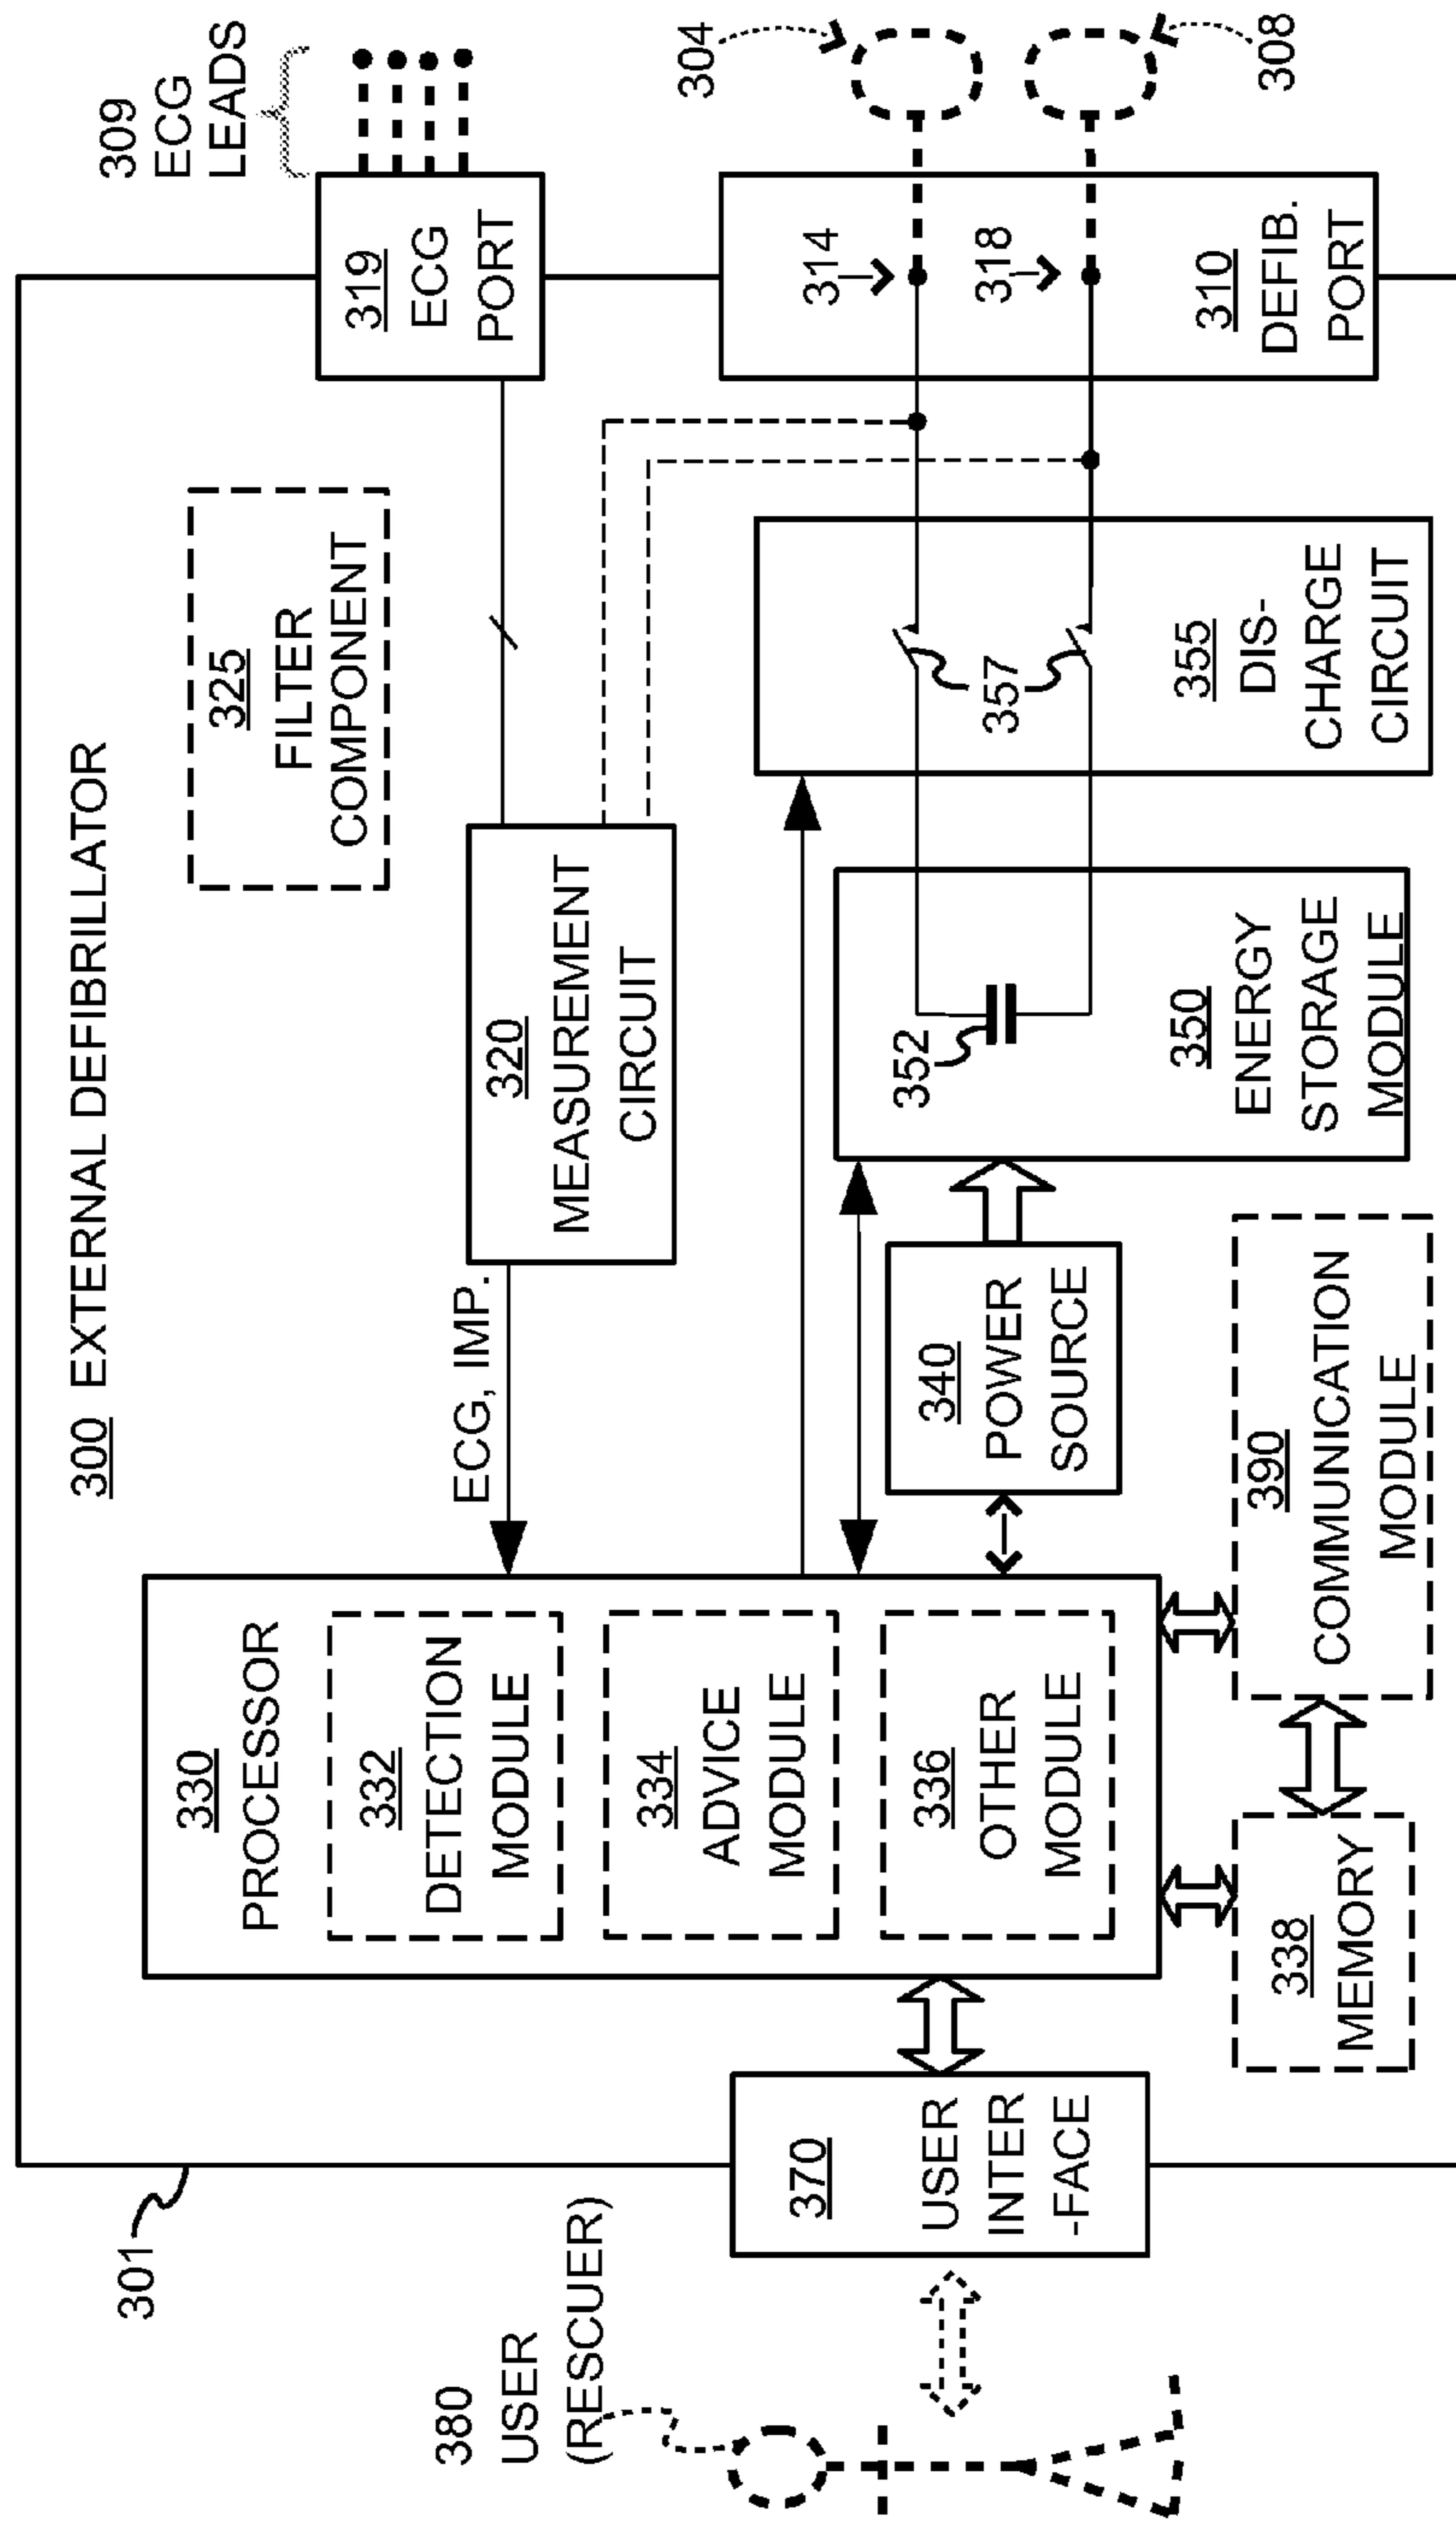 300 EXTERNAL DEFIBRILLATOR
301
380
USER
(RESCUER)
370
USER
INTER
-FACE
330
PROCESSOR
332
DETECTION
MODULE
334
ADVICE
MODULE
336
OTHER
MODULE
338
MEMORY
390
COMMUNICATION
MODULE
ECG, IMP.
340
POWER
SOURCE
320
MEASUREMENT
CIRCUIT
325
FILTER
COMPONENT
352
350
ENERGY
STORAGE
MODULE
357
355
DIS-
CHARGE
CIRCUIT
319
ECG
PORT
309
ECG
LEADS
314
318
310
DEFIB.
PORT
304
308